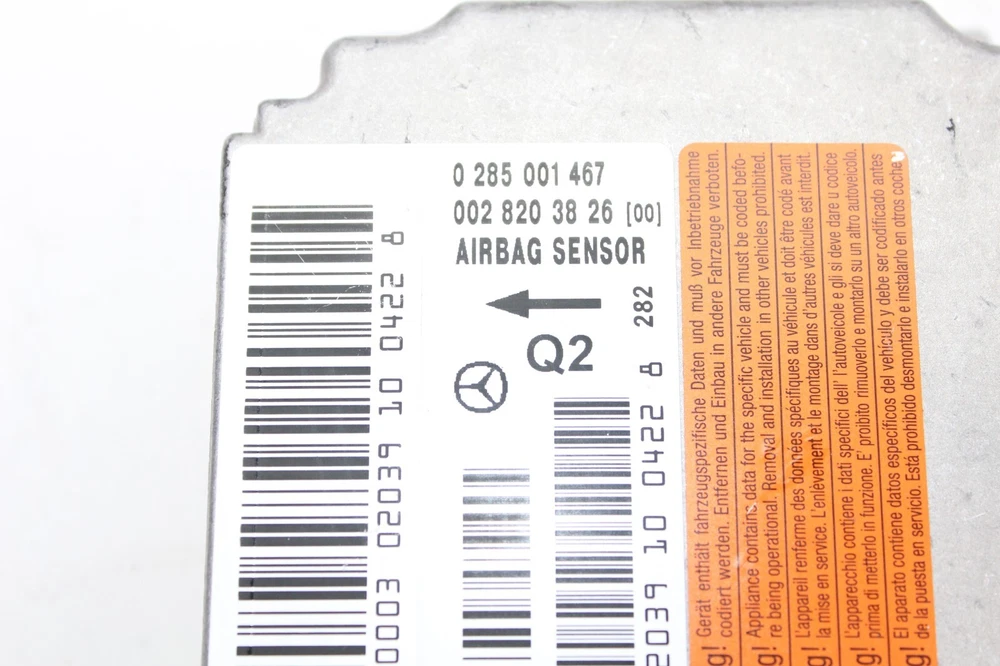 0 285 001 467
002 820 38 26 [00]
AIRBAG SENSOR
282
Q2
0003 02039 10 0422 8
2039 10 0422 8
g! Gerät enthält fahrzeugspezifische Daten und muß vor Inbetriebnahme
codiert werden. Entfernen und Einbau in andere Fahrzeuge verboten.
g! Appliance contains data for the specific vehicle and must be coded befo-
re being operational. Removal and installation in other vehicles prohibited.
g! L'appareil renferme des données spécifiques au véhicule et doit être codé avant
la mise en service. L'enlèvement et le montage dans d'autres véhicules est interdit.
g! L'apparecchio contiene i dati specifici dell' autoveicole e gli si deve dare u codice
prima di metterlo in funzione. E' proibito rimuoverlo e montarlo su un altro autoveicolo.
g! El aparato contiene datos específicos del vehículo y debe ser codificado antes
de la puesta en servicio. Está prohibido desmontarlo e instalarlo en otros coche